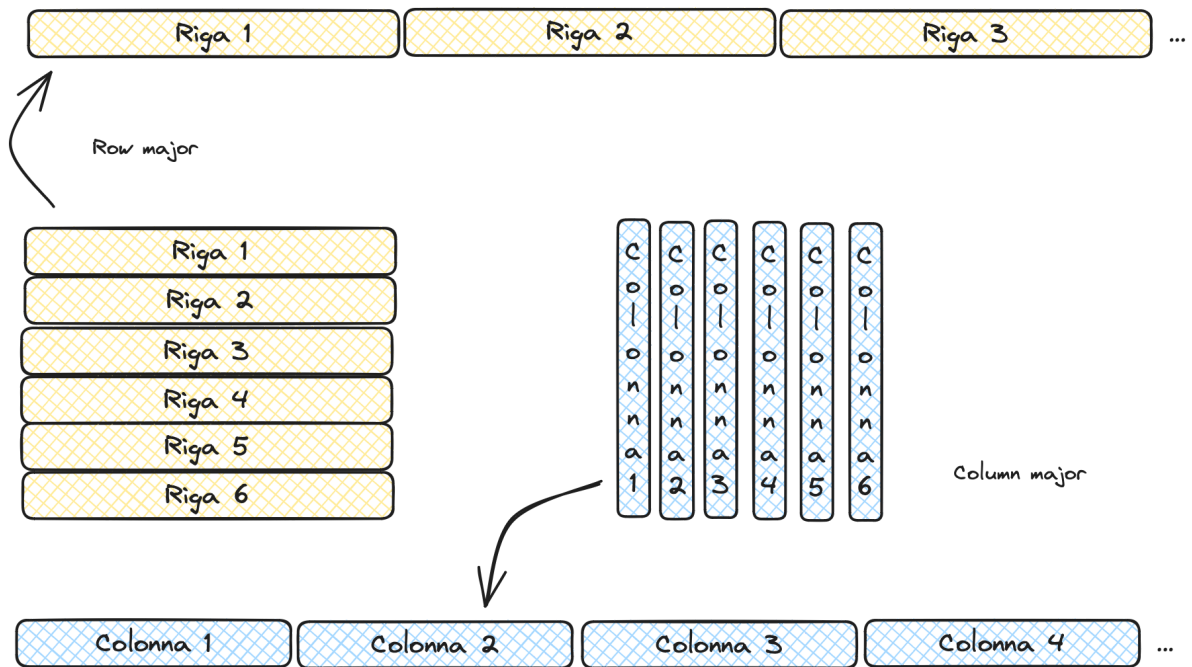 Riga 1 Riga 2 Riga 3 ...
Row major
Riga 1
Riga 2
Riga 3
Riga 4
Riga 5
Riga 6
Colonna 1
Colonna 2
Colonna 3
Colonna 4
Colonna 5
Colonna 6
Column major
Colonna 1 Colonna 2 Colonna 3 Colonna 4 ...